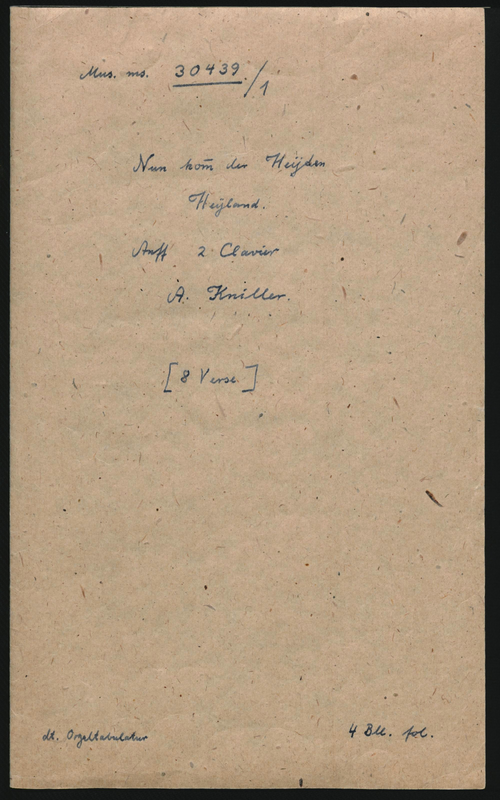 Mus. ms. 30439/1
Nun kom̄ der Heijden
Heijland.
Auff 2 Clavier
A. Kniller.
[8 Verse]
dt. Orgeltabulatur
4 Bll. fol.